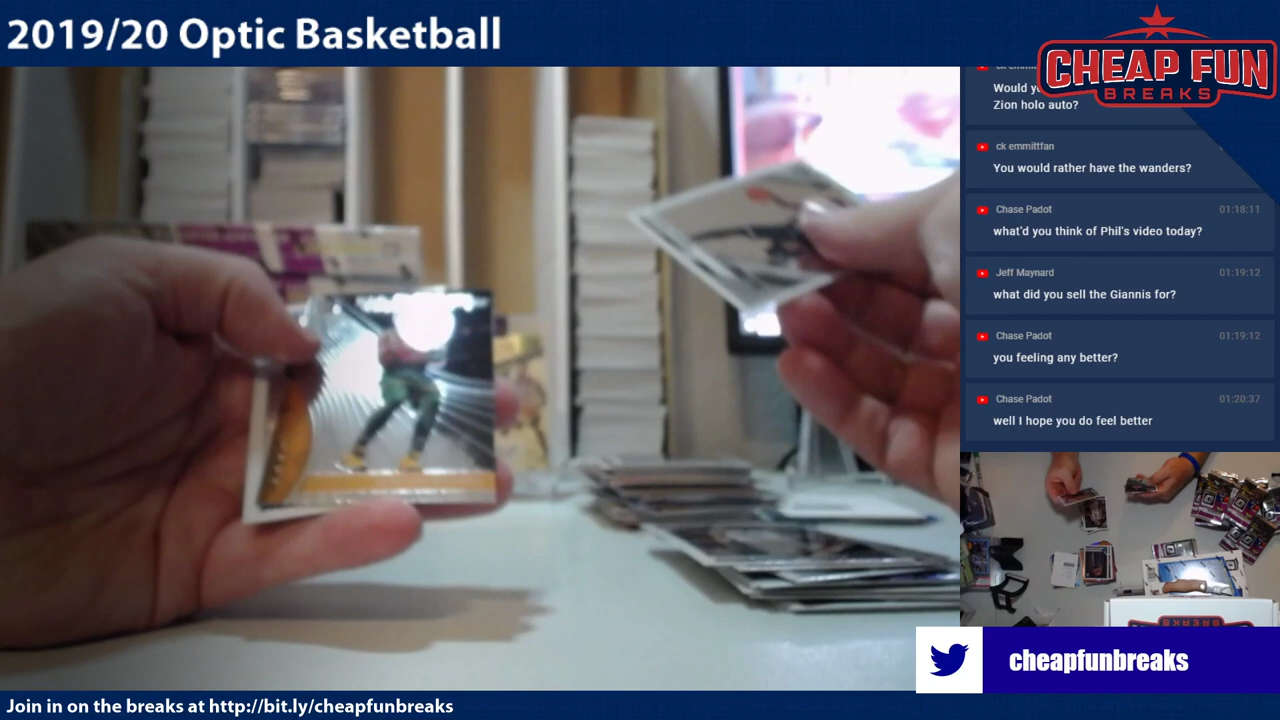 2019/20 Optic Basketball
CHEAP FUN
BREAKS
Zion holo auto?
ck emmittfan
You would rather have the wanders?
Chase Padot 01:18:11
what'd you think of Phil's video today?
Jeff Maynard 01:19:12
what did you sell the Giannis for?
Chase Padot 01:19:12
you feeling any better?
Chase Padot 01:20:37
well I hope you do feel better
cheapfunbreaks
Join in on the breaks at http://bit.ly/cheapfunbreaks